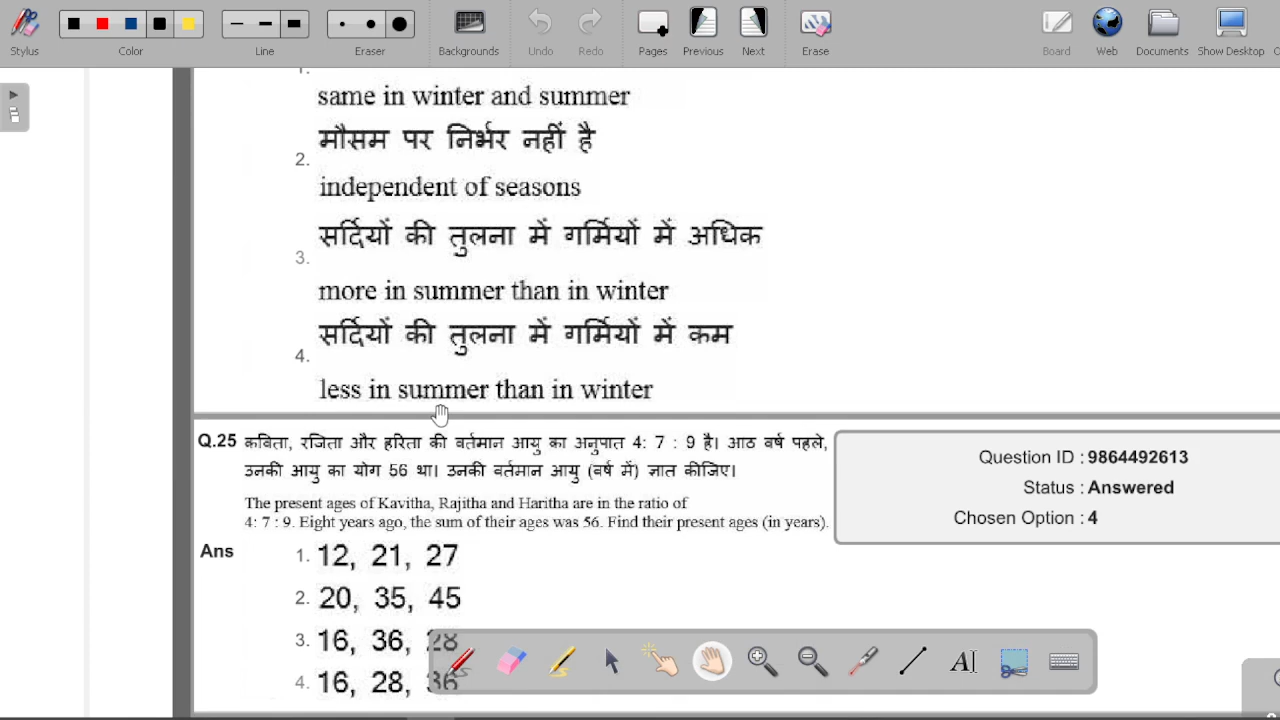 Stylus
Color
Line
Eraser
Backgrounds
Undo
Redo
Pages
Previous
Next
Erase
Board
Web
Documents
Show Desktop
1.
same in winter and summer
मौसम पर निर्भर नहीं है
2.
independent of seasons
सर्दियों की तुलना में गर्मियों में अधिक
3.
more in summer than in winter
सर्दियों की तुलना में गर्मियों में कम
4.
less in summer than in winter
Q.25 कविता, रजिता और हरिता की वर्तमान आयु का अनुपात 4: 7 : 9 है। आठ वर्ष पहले,
उनकी आयु का योग 56 था। उनकी वर्तमान आयु (वर्ष में) ज्ञात कीजिए।
The present ages of Kavitha, Rajitha and Haritha are in the ratio of
4: 7 : 9. Eight years ago, the sum of their ages was 56. Find their present ages (in years).
Question ID : 9864492613
Status : Answered
Chosen Option : 4
Ans 1. 12, 21, 27
2. 20, 35, 45
3. 16, 36, 28
4. 16, 28, 36